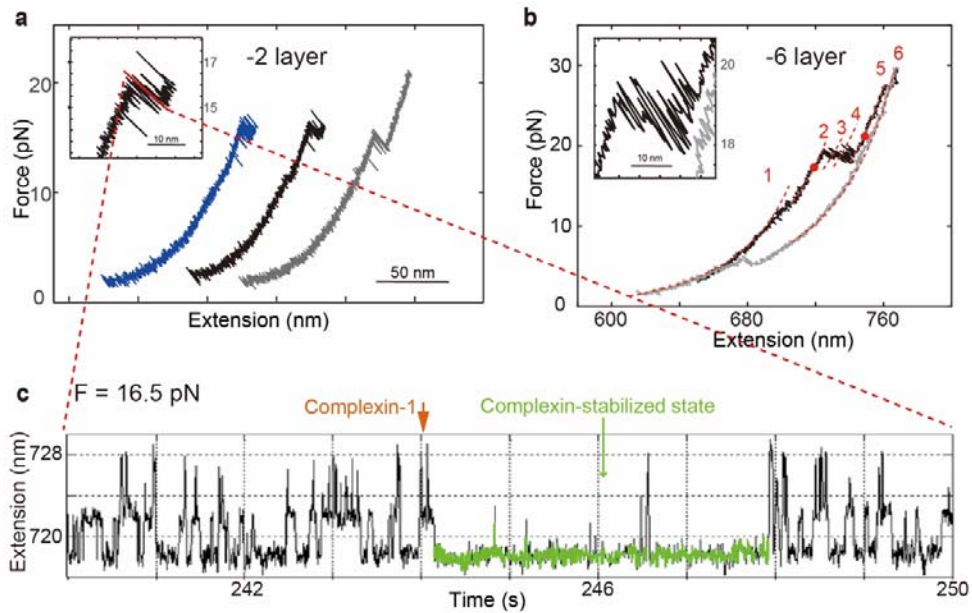 a
-2 layer
Force (pN)
20
10
0
17
15
10 nm
50 nm
Extension (nm)
b
-6 layer
Force (pN)
30
20
10
0
20
18
10 nm
1
2
3
4
5
6
600
680
760
Extension (nm)
c
F = 16.5 pN
Complexin-1
Complexin-stabilized state
Extension (nm)
728
720
242
246
250
Time (s)